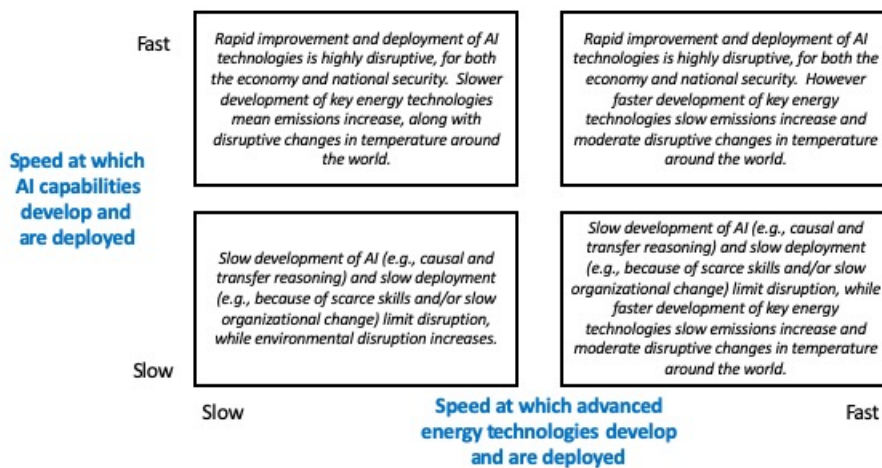 Fast
Rapid improvement and deployment of AI
technologies is highly disruptive, for both
the economy and national security.  Slower
development of key energy technologies
mean emissions increase, along with
disruptive changes in temperature around
the world.
Rapid improvement and deployment of AI
technologies is highly disruptive, for both
the economy and national security.  However
faster development of key energy
technologies slow emissions increase and
moderate disruptive changes in temperature
around the world.
Speed at which
AI capabilities
develop and
are deployed
Slow development of AI (e.g., causal and
transfer reasoning) and slow deployment
(e.g., because of scarce skills and/or slow
organizational change) limit disruption,
while environmental disruption increases.
Slow development of AI (e.g., causal and
transfer reasoning) and slow deployment
(e.g., because of scarce skills and/or slow
organizational change) limit disruption, while
faster development of key energy
technologies slow emissions increase and
moderate disruptive changes in temperature
around the world.
Slow
Slow
Speed at which advanced
energy technologies develop
and are deployed
Fast